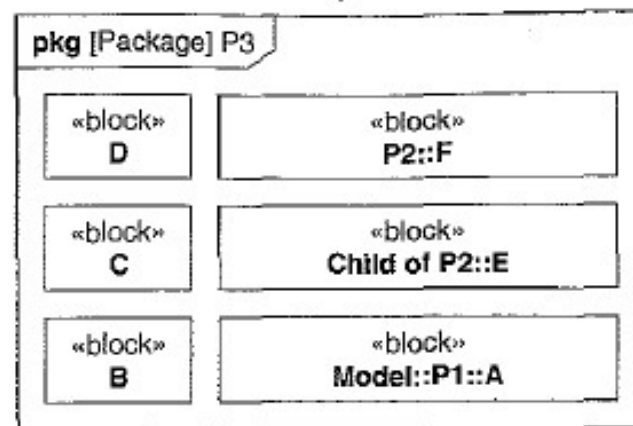 pkg [Package] P3
«block»
D
«block»
P2::F
«block»
C
«block»
Child of P2::E
«block»
B
«block»
Model::P1::A